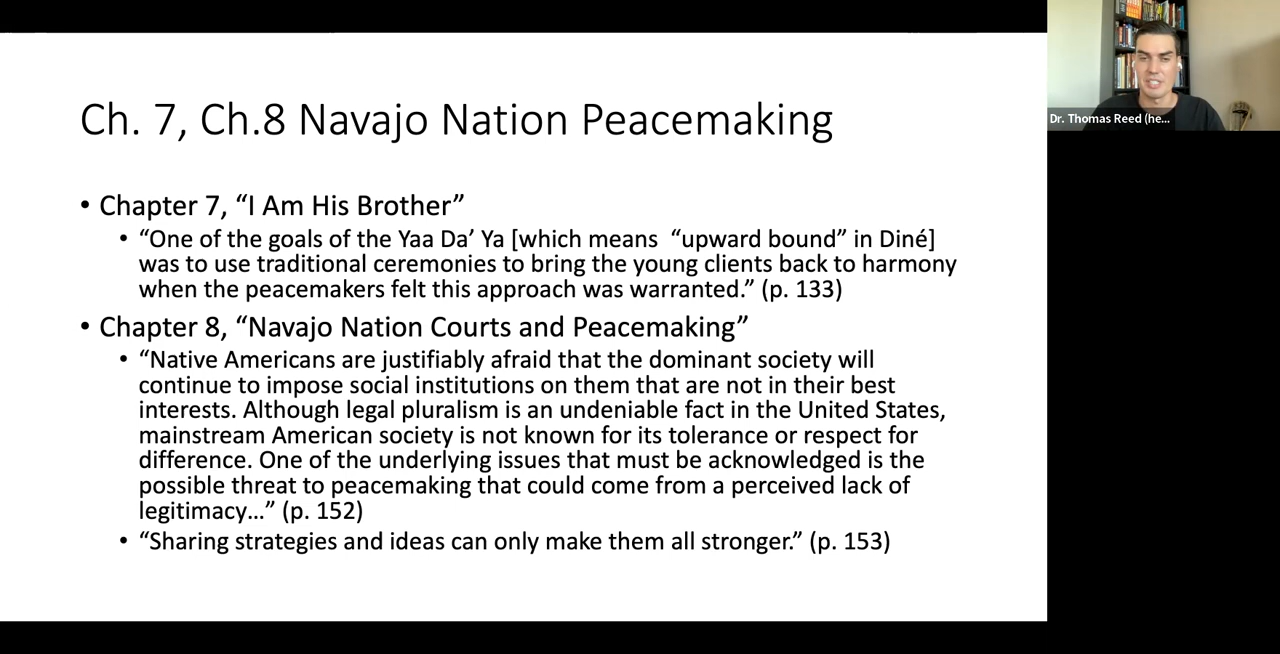 Ch. 7, Ch.8 Navajo Nation Peacemaking
• Chapter 7, “I Am His Brother”
• “One of the goals of the Yaa Da’ Ya [which means “upward bound” in Diné]
was to use traditional ceremonies to bring the young clients back to harmony
when the peacemakers felt this approach was warranted.” (p. 133)
• Chapter 8, “Navajo Nation Courts and Peacemaking”
• “Native Americans are justifiably afraid that the dominant society will
continue to impose social institutions on them that are not in their best
interests. Although legal pluralism is an undeniable fact in the United States,
mainstream American society is not known for its tolerance or respect for
difference. One of the underlying issues that must be acknowledged is the
possible threat to peacemaking that could come from a perceived lack of
legitimacy…” (p. 152)
• “Sharing strategies and ideas can only make them all stronger.” (p. 153)
Dr. Thomas Reed (he...